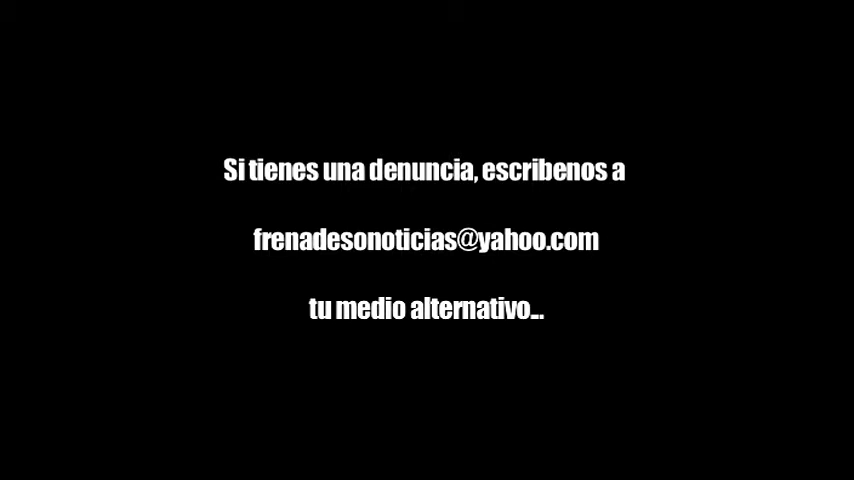 Si tienes una denuncia, escribenos a
frenadesonoticias@yahoo.com
tu medio alternativo...